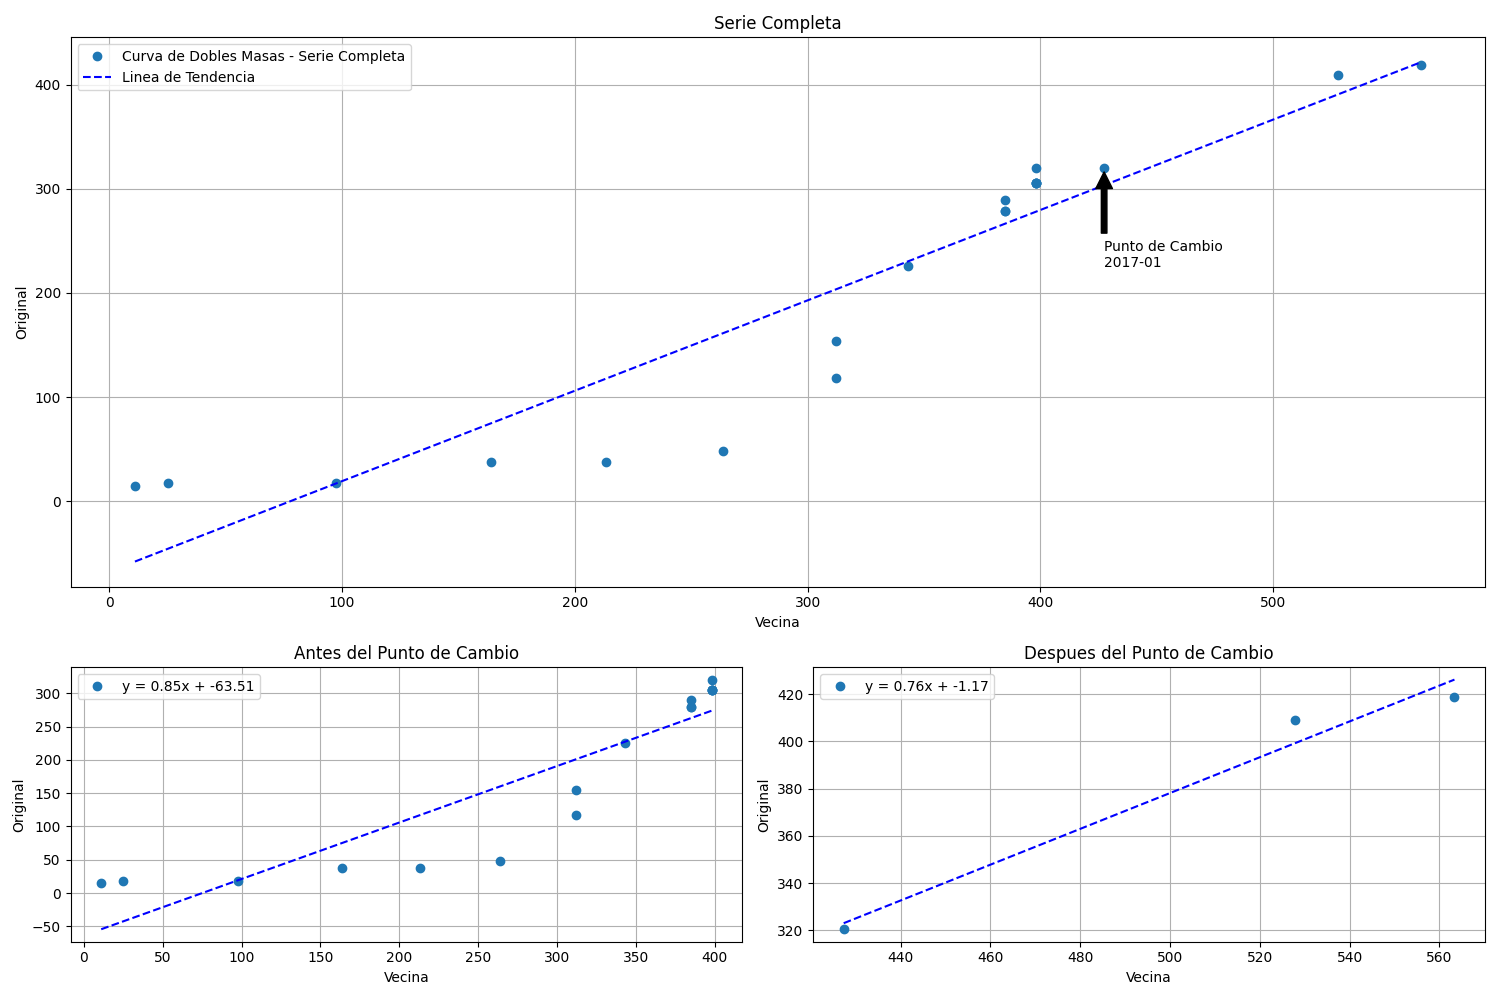 Serie Completa
Curva de Dobles Masas - Serie Completa
Linea de Tendencia
400
300
200
100
0
Original
Punto de Cambio
2017-01
0 100 200 300 400 500
Vecina
Antes del Punto de Cambio
y = 0.85x + -63.51
300
250
200
150
100
50
0
−50
Original
0 50 100 150 200 250 300 350 400
Vecina
Despues del Punto de Cambio
y = 0.76x + -1.17
420
400
380
360
340
320
Original
440 460 480 500 520 540 560
Vecina